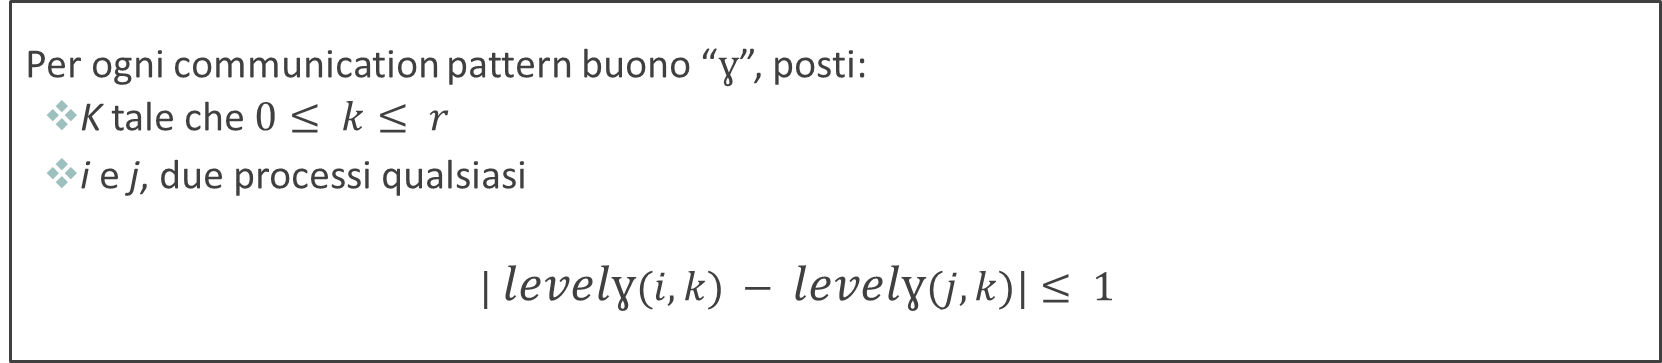 Per ogni communication pattern buono “ɣ”, posti:
❖K tale che 0 ≤ k ≤ r
❖i e j, due processi qualsiasi
| levelɣ(i, k) − levelɣ(j, k)| ≤ 1